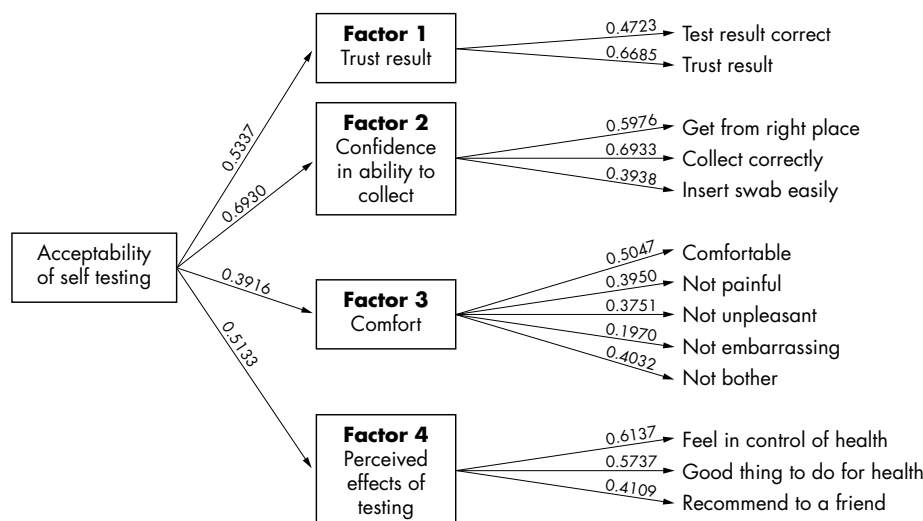 Factor 1
Trust result
0.4723
Test result correct
0.6685
Trust result
0.5337
Factor 2
Confidence
in ability to
collect
0.5976
Get from right place
0.6933
Collect correctly
0.3938
Insert swab easily
0.6930
Acceptability
of self testing
0.3916
Factor 3
Comfort
0.5047
Comfortable
0.3950
Not painful
0.3751
Not unpleasant
0.1970
Not embarrassing
0.4032
Not bother
0.5133
Factor 4
Perceived
effects of
testing
0.6137
Feel in control of health
0.5737
Good thing to do for health
0.4109
Recommend to a friend